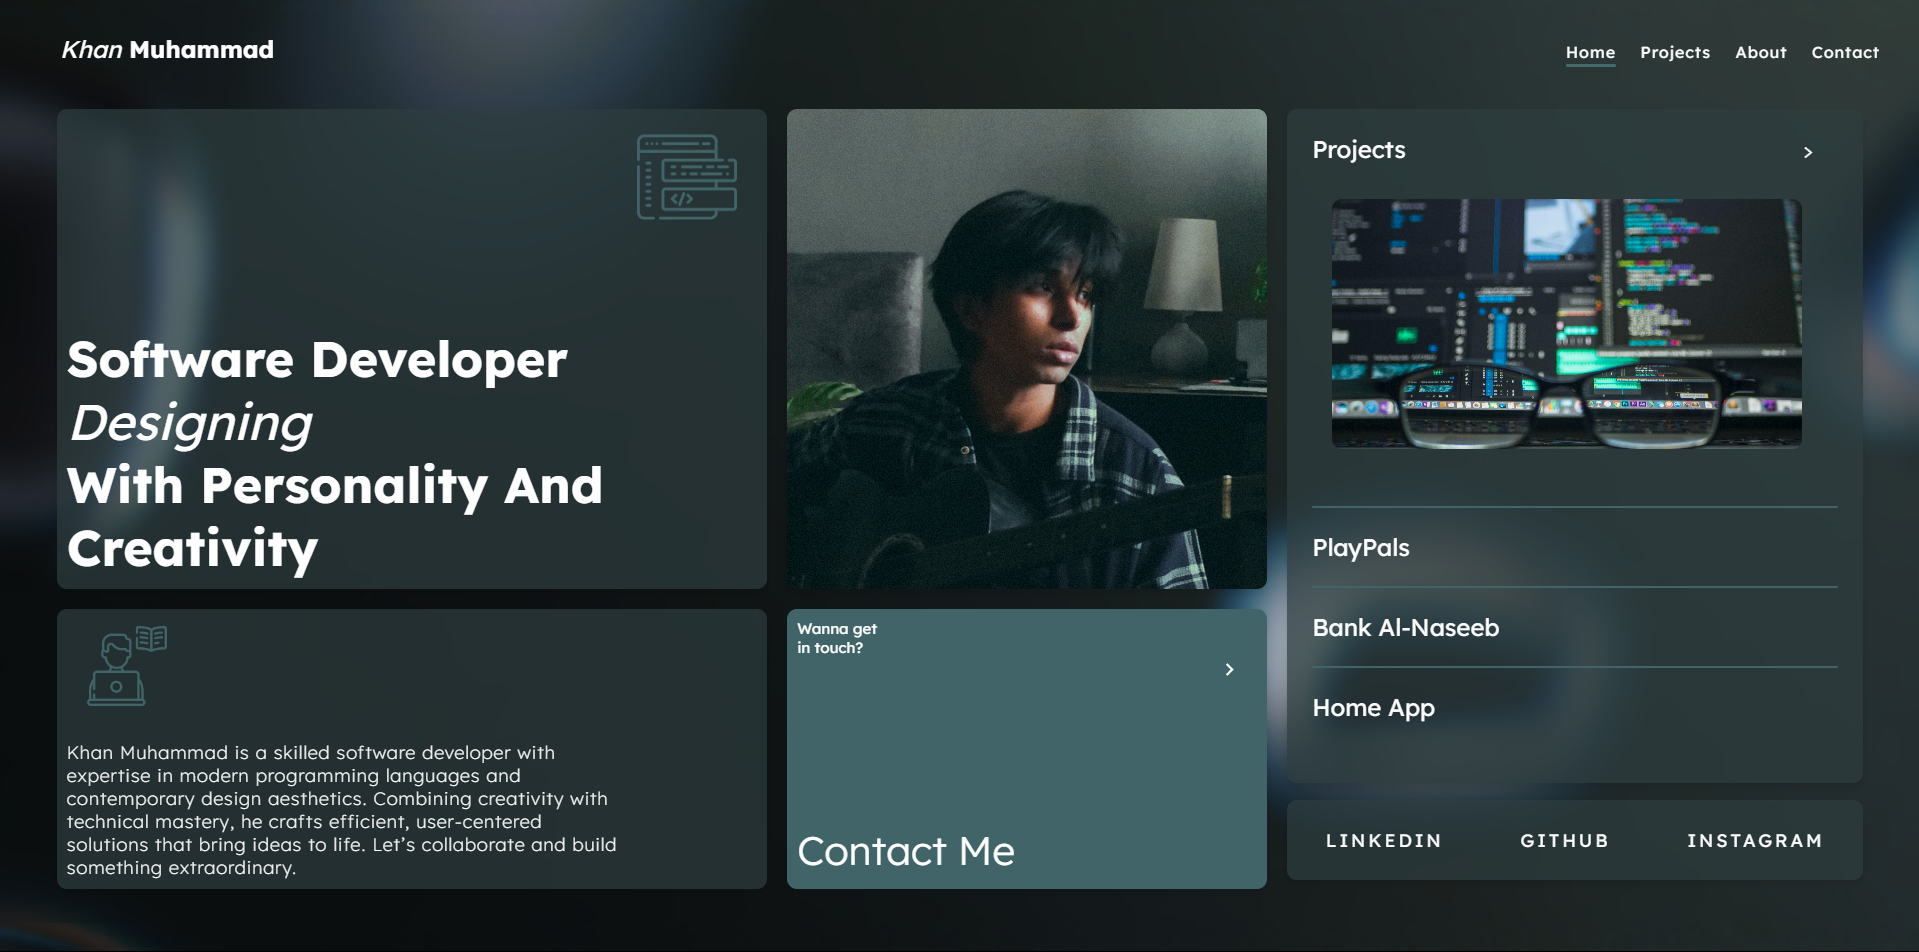 Khan Muhammad
Home Projects About Contact
Software Developer
Designing
With Personality And
Creativity
</>
Khan Muhammad is a skilled software developer with
expertise in modern programming languages and
contemporary design aesthetics. Combining creativity with
technical mastery, he crafts efficient, user-centered
solutions that bring ideas to life. Let’s collaborate and build
something extraordinary.
Wanna get
in touch?
Contact Me
Projects
PlayPals
Bank Al-Naseeb
Home App
LINKEDIN GITHUB INSTAGRAM